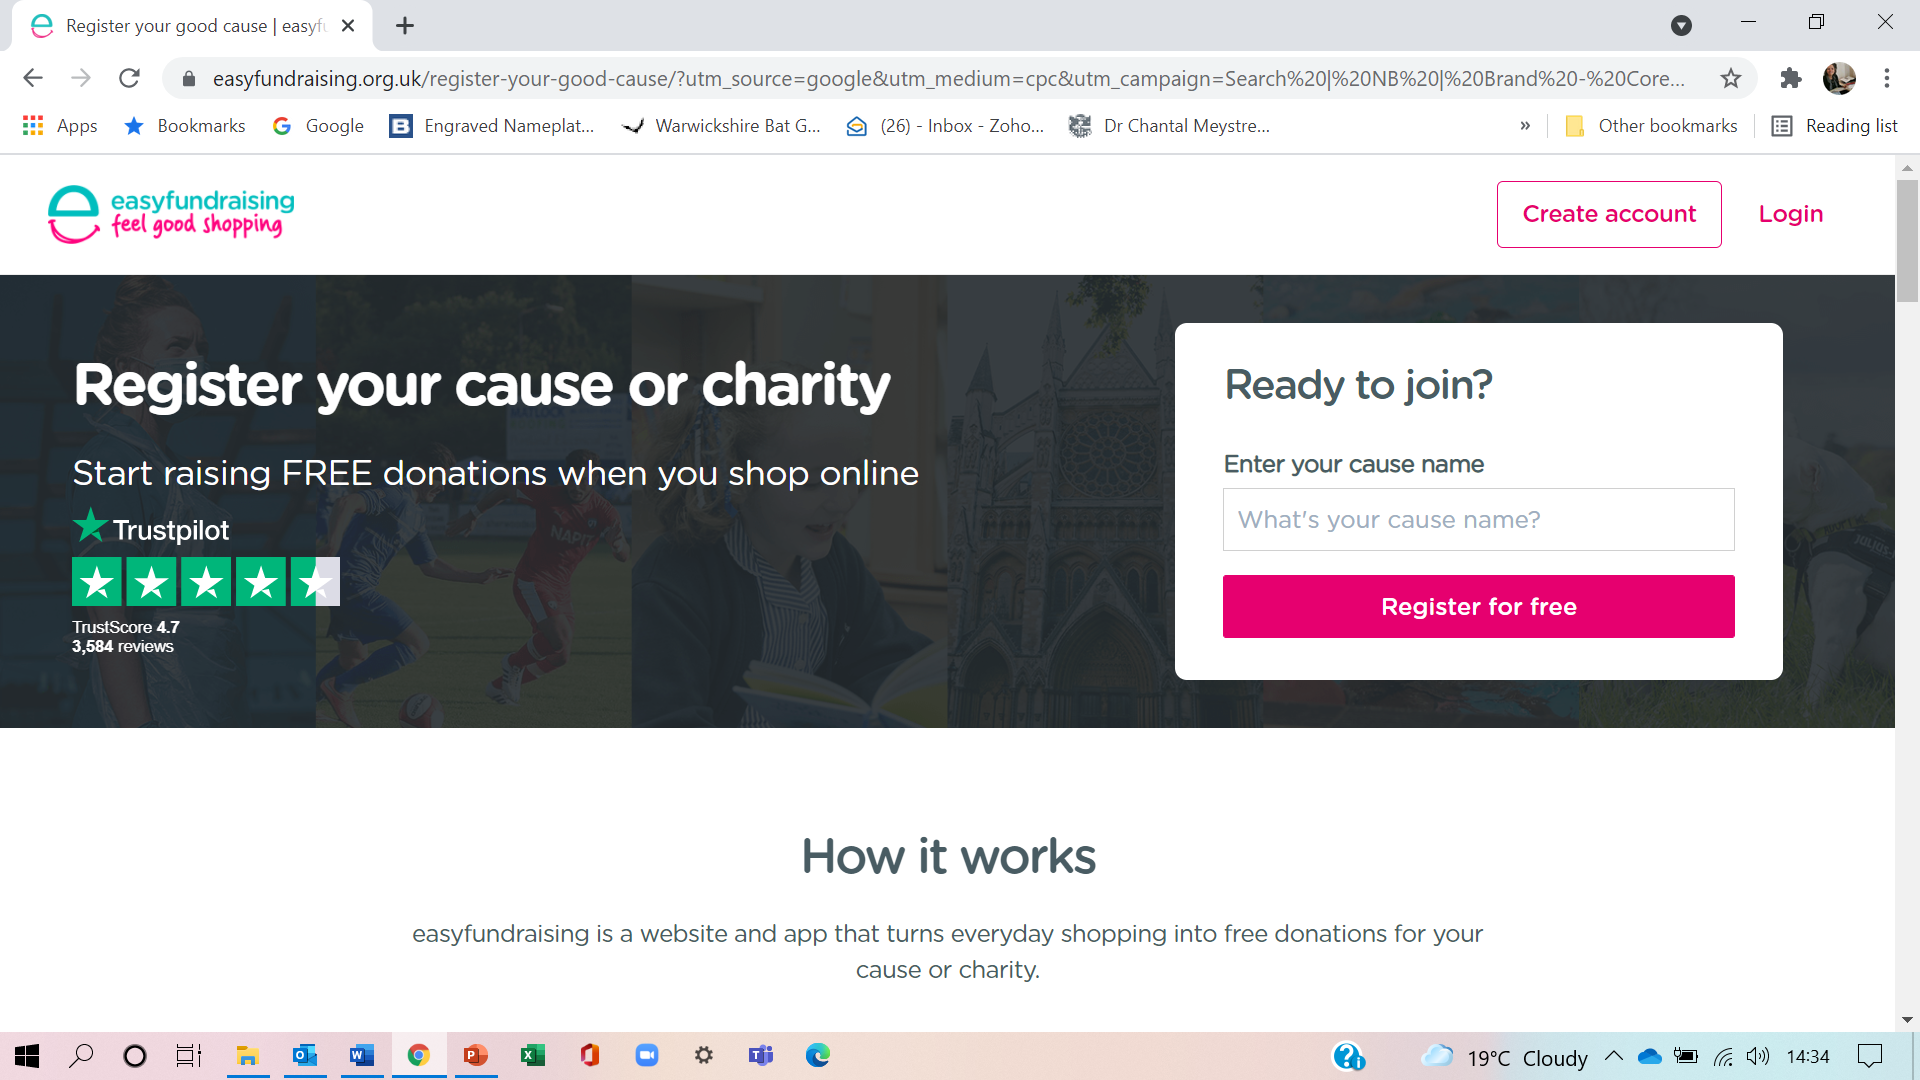 Register your good cause | easyfu
easyfundraising.org.uk/register-your-good-cause/?utm_source=google&utm_medium=cpc&utm_campaign=Search%20|%20NB%20|%20Brand%20-%20Core...
Apps Bookmarks Google Engraved Nameplat... Warwickshire Bat G... (26) - Inbox - Zoho... Dr Chantal Meystre... » Other bookmarks Reading list
easyfundraising
feel good shopping
Create account Login
Register your cause or charity
Start raising FREE donations when you shop online
Trustpilot
TrustScore 4.7
3,584 reviews
Ready to join?
Enter your cause name
What's your cause name?
Register for free
NAPIT
How it works
easyfundraising is a website and app that turns everyday shopping into free donations for your
cause or charity.
19°C Cloudy 14:34